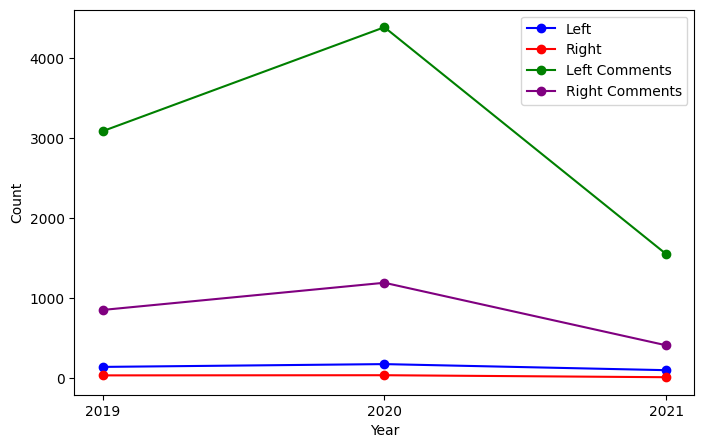 Left
Right
Left Comments
Right Comments
4000
3000
2000
1000
0
Count
2019
2020
2021
Year